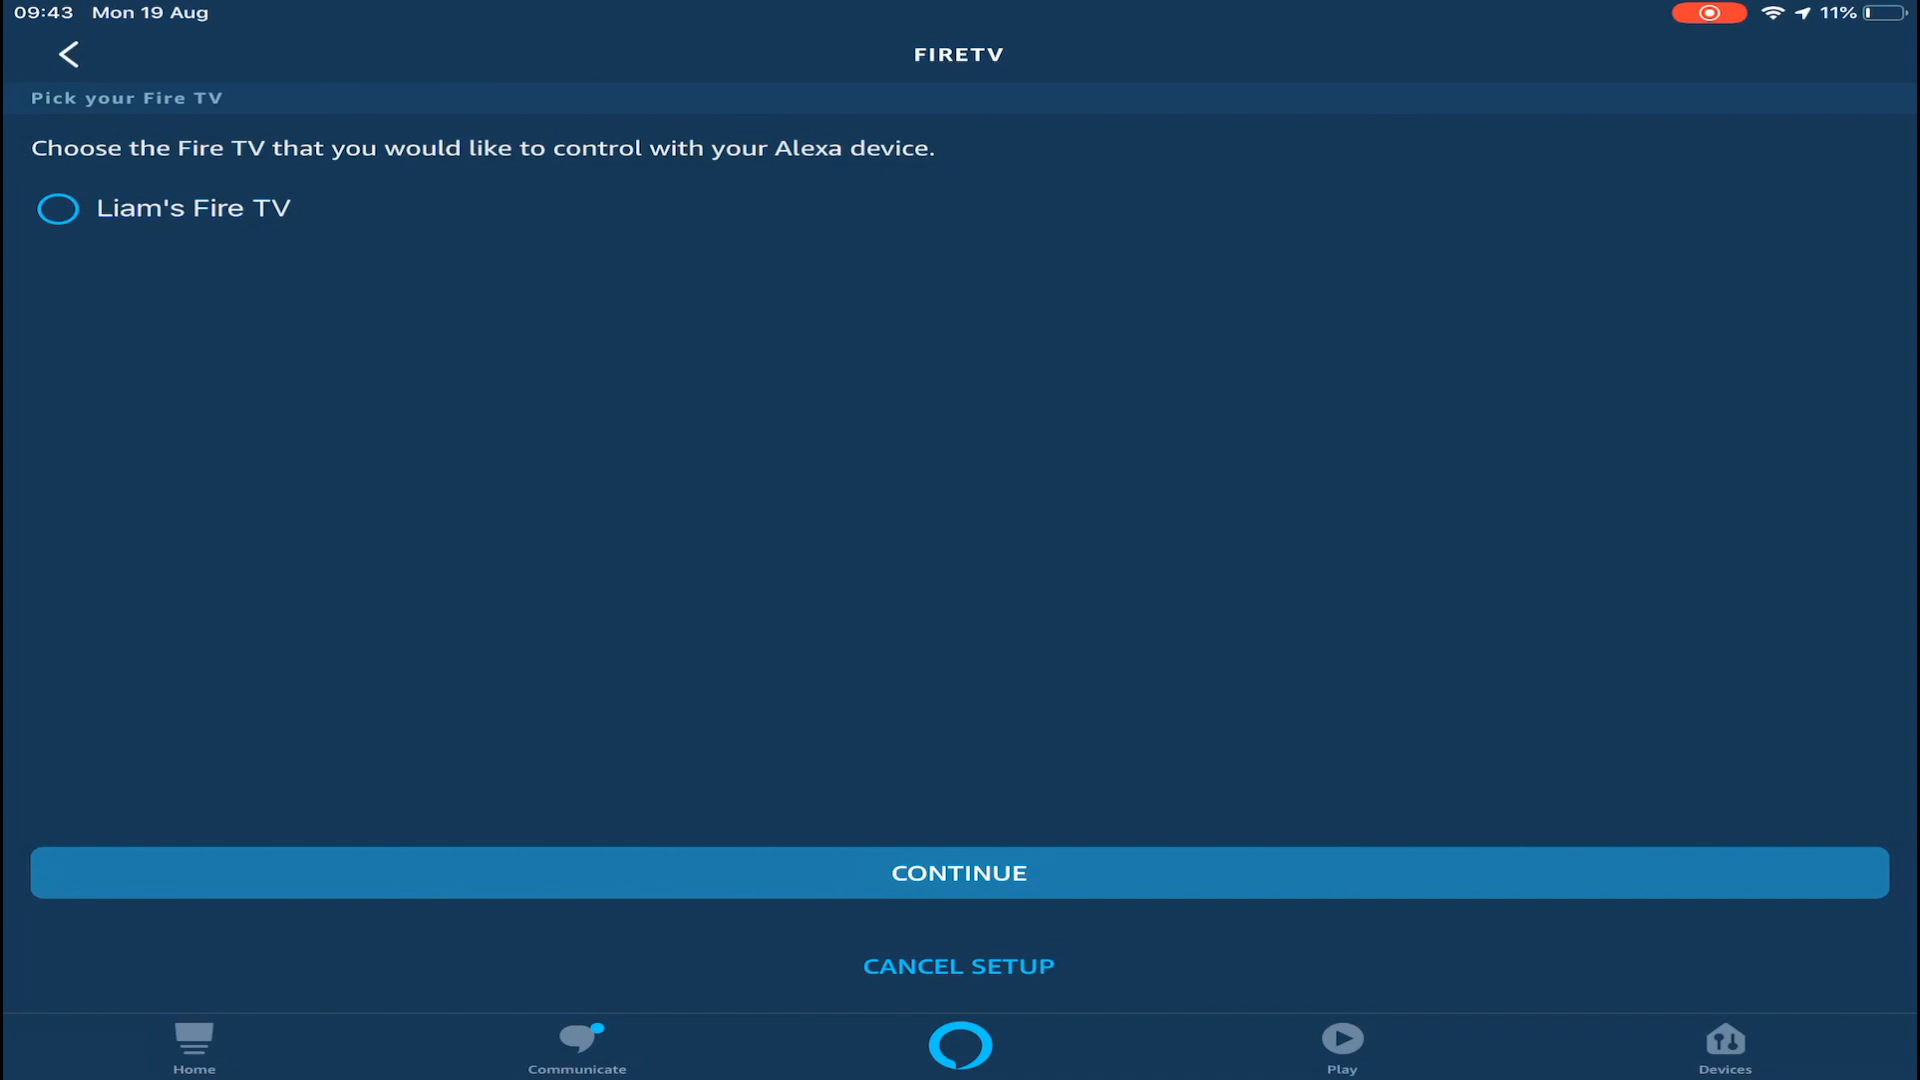 09:43 Mon 19 Aug
11%
FIRETV
Pick your Fire TV
Choose the Fire TV that you would like to control with your Alexa device.
Liam's Fire TV
CONTINUE
CANCEL SETUP
Home
Communicate
Play
Devices